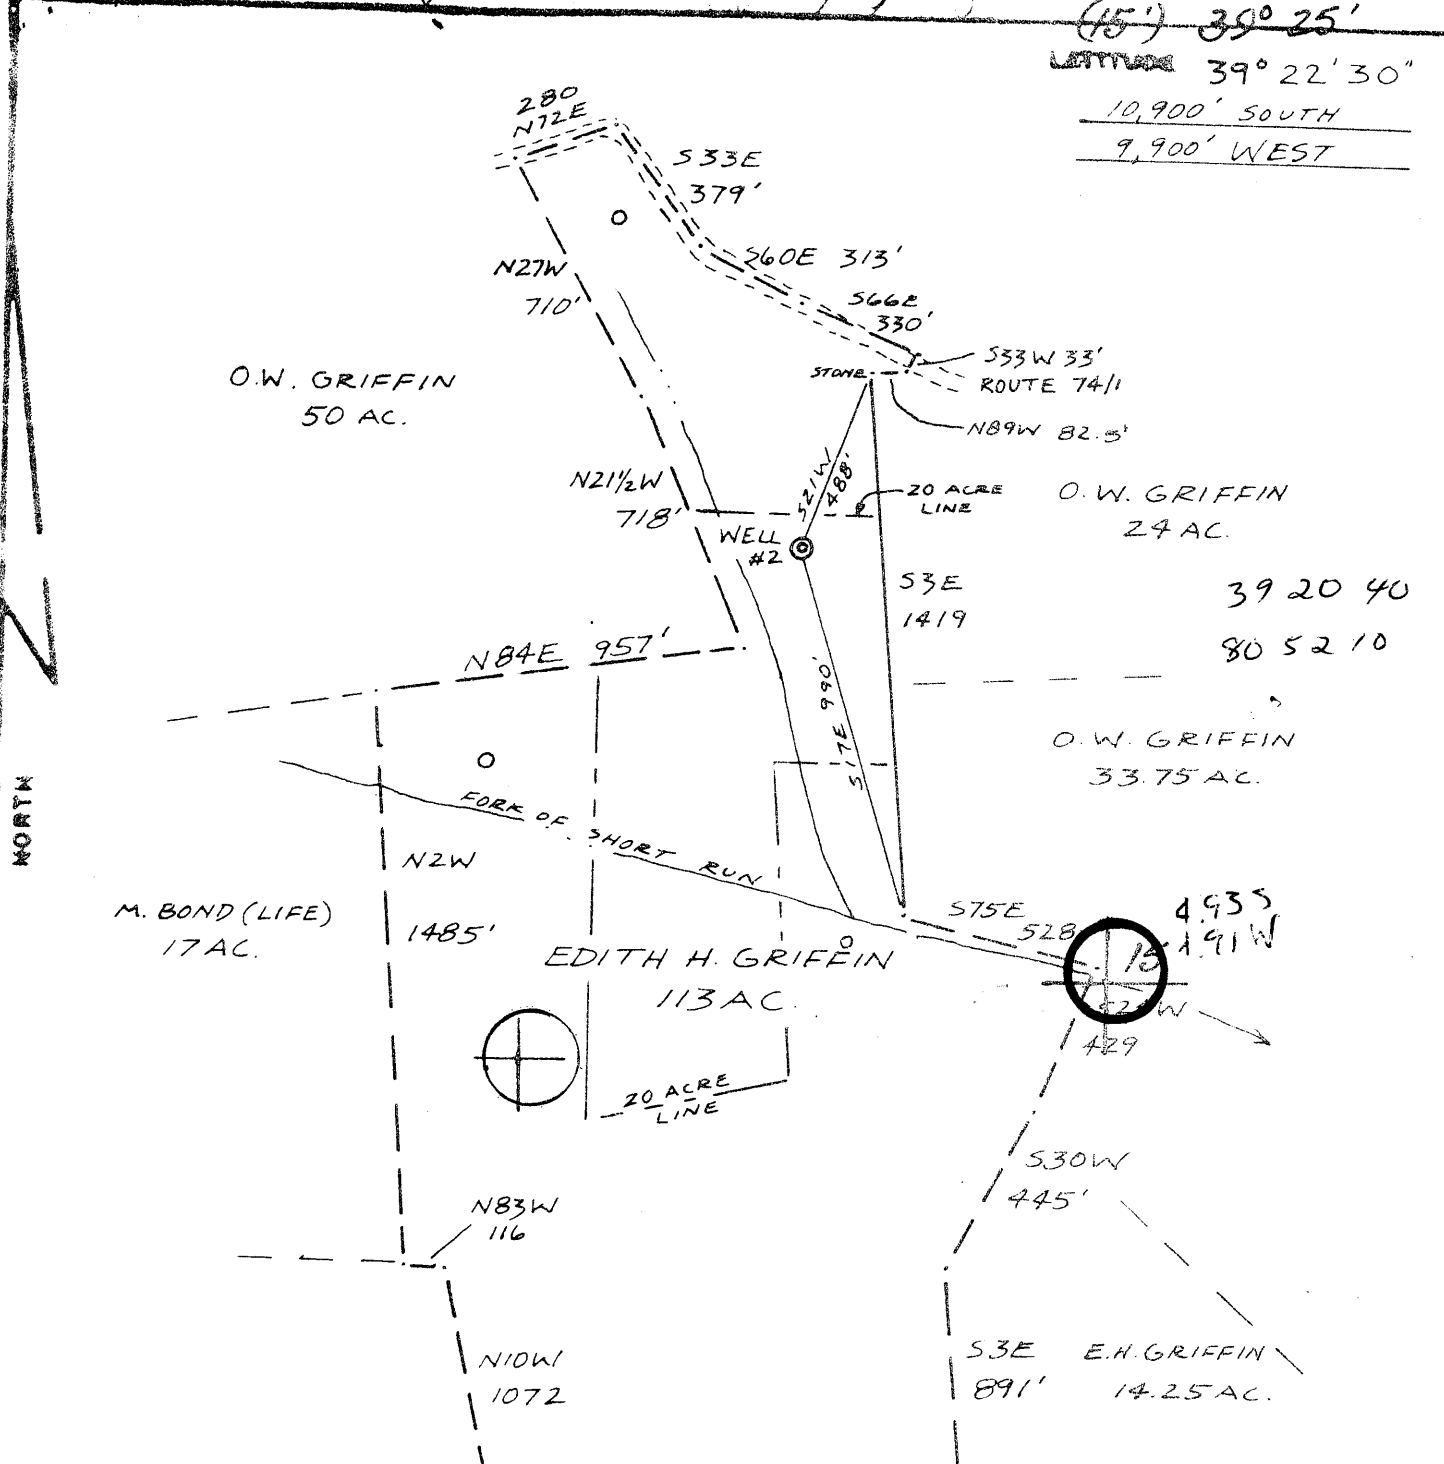 (15') 39° 25'
LATITUDE 39° 22' 30"
10,900' SOUTH
9,900' WEST
280
N72E
S33E
379'
S60E 313'
S66E
330'
N27W
710'
S33W 33'
ROUTE 74/1
STONE
N89W 82.5'
O.W. GRIFFIN
50 AC.
N21½W
718'
S21W
488'
20 ACRE
LINE
O.W. GRIFFIN
24 AC.
WELL
#2
S3E
1419
39 20 40
80 52 10
N84E 957'
S17E 990'
O.W. GRIFFIN
33.75 AC.
NORTH
FORK OF SHORT RUN
N2W
1485'
M. BOND (LIFE)
17 AC.
S75E
528
4.93S
1.91W
15
EDITH H. GRIFFIN
113 AC.
429
20 ACRE
LINE
S30W
445'
N83W
116
N10W
1072
S3E
891'
E.H. GRIFFIN
14.25 AC.